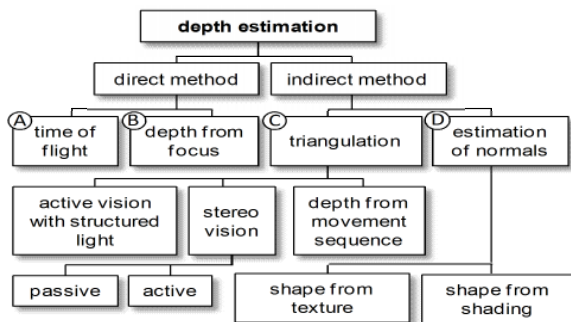 depth estimation
direct method
indirect method
A
time of
flight
B
depth from
focus
C
triangulation
D
estimation
of normals
active vision
with structured
light
stereo
vision
depth from
movement
sequence
passive
active
shape from
texture
shape from
shading